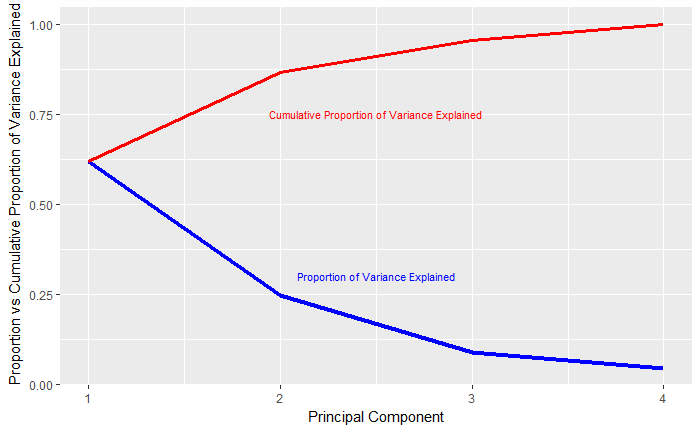 Proportion vs Cumulative Proportion of Variance Explained
1.00
0.75
0.50
0.25
0.00
Cumulative Proportion of Variance Explained
Proportion of Variance Explained
1 2 3 4
Principal Component